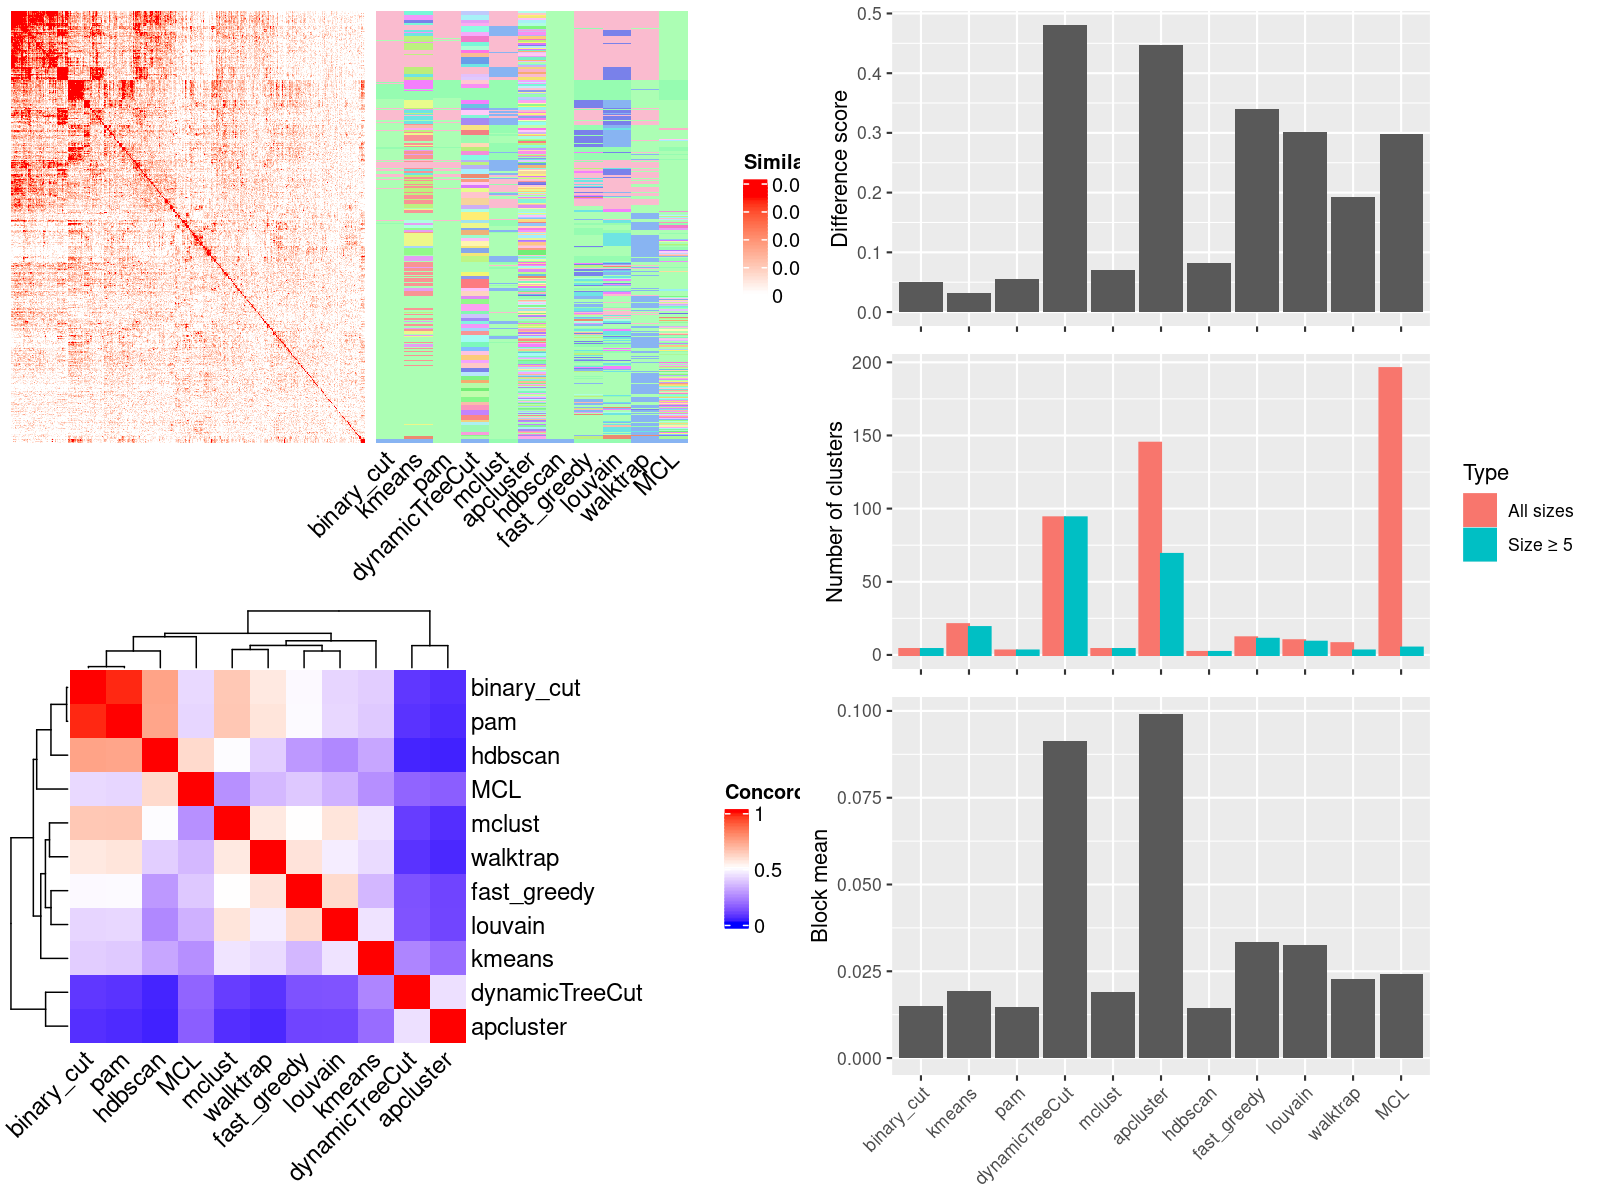 Simila
0.0
0.0
0.0
0.0
0
binary_cut
kmeans
pam
dynamicTreeCut
mclust
apcluster
hdbscan
fast_greedy
louvain
walktrap
MCL
binary_cut
pam
hdbscan
MCL
mclust
walktrap
fast_greedy
louvain
kmeans
dynamicTreeCut
apcluster
binary_cut
pam
hdbscan
MCL
mclust
walktrap
fast_greedy
louvain
kmeans
dynamicTreeCut
apcluster
Concord
1
0.5
0
Difference score
0.5
0.4
0.3
0.2
0.1
0.0
Number of clusters
200
150
100
50
0
Type
All sizes
Size ≥ 5
Block mean
0.100
0.075
0.050
0.025
0.000
binary_cut
kmeans
pam
dynamicTreeCut
mclust
apcluster
hdbscan
fast_greedy
louvain
walktrap
MCL